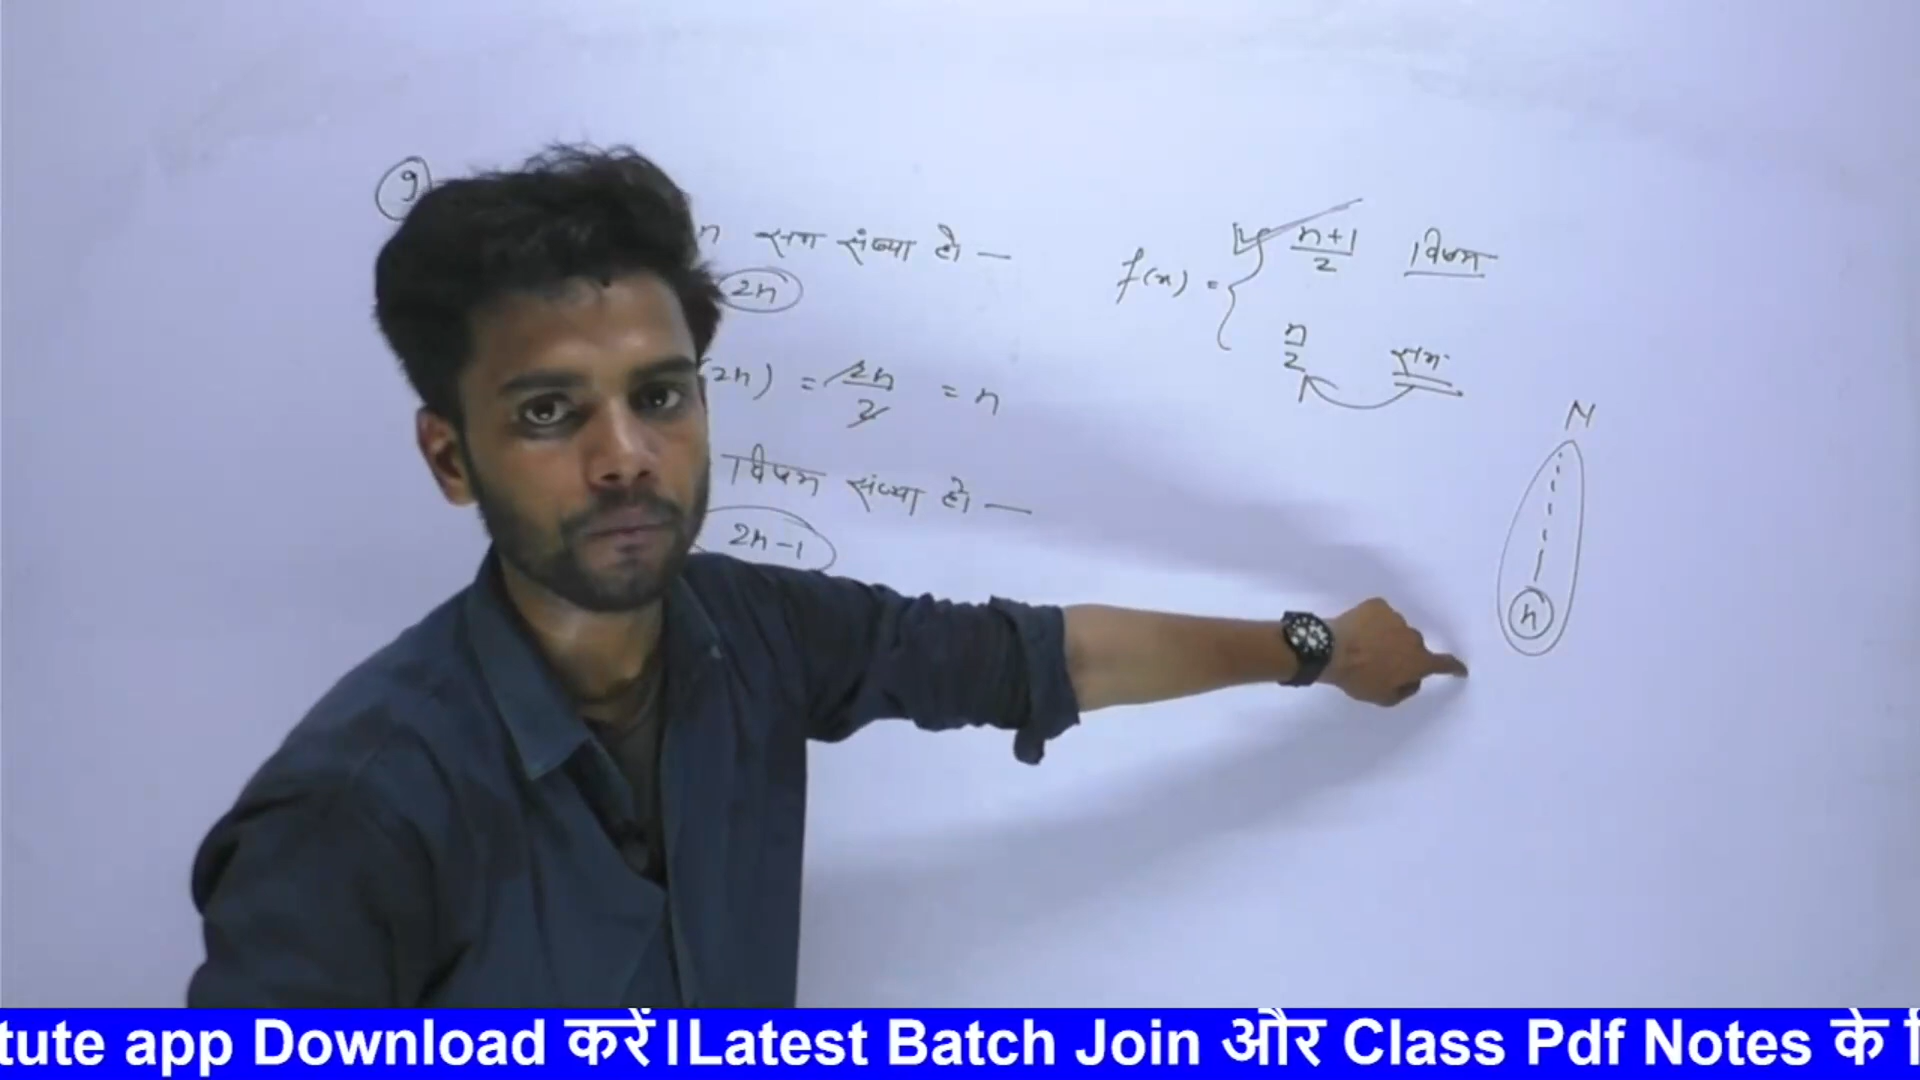 9
n सम संख्या हो —
2n
(2n) = 2n/2 = n
विषम संख्या हो —
2n-1
f(n) = { n+1/2 विषम
n/2 सम
N
n
tute app Download करें।Latest Batch Join और Class Pdf Notes के